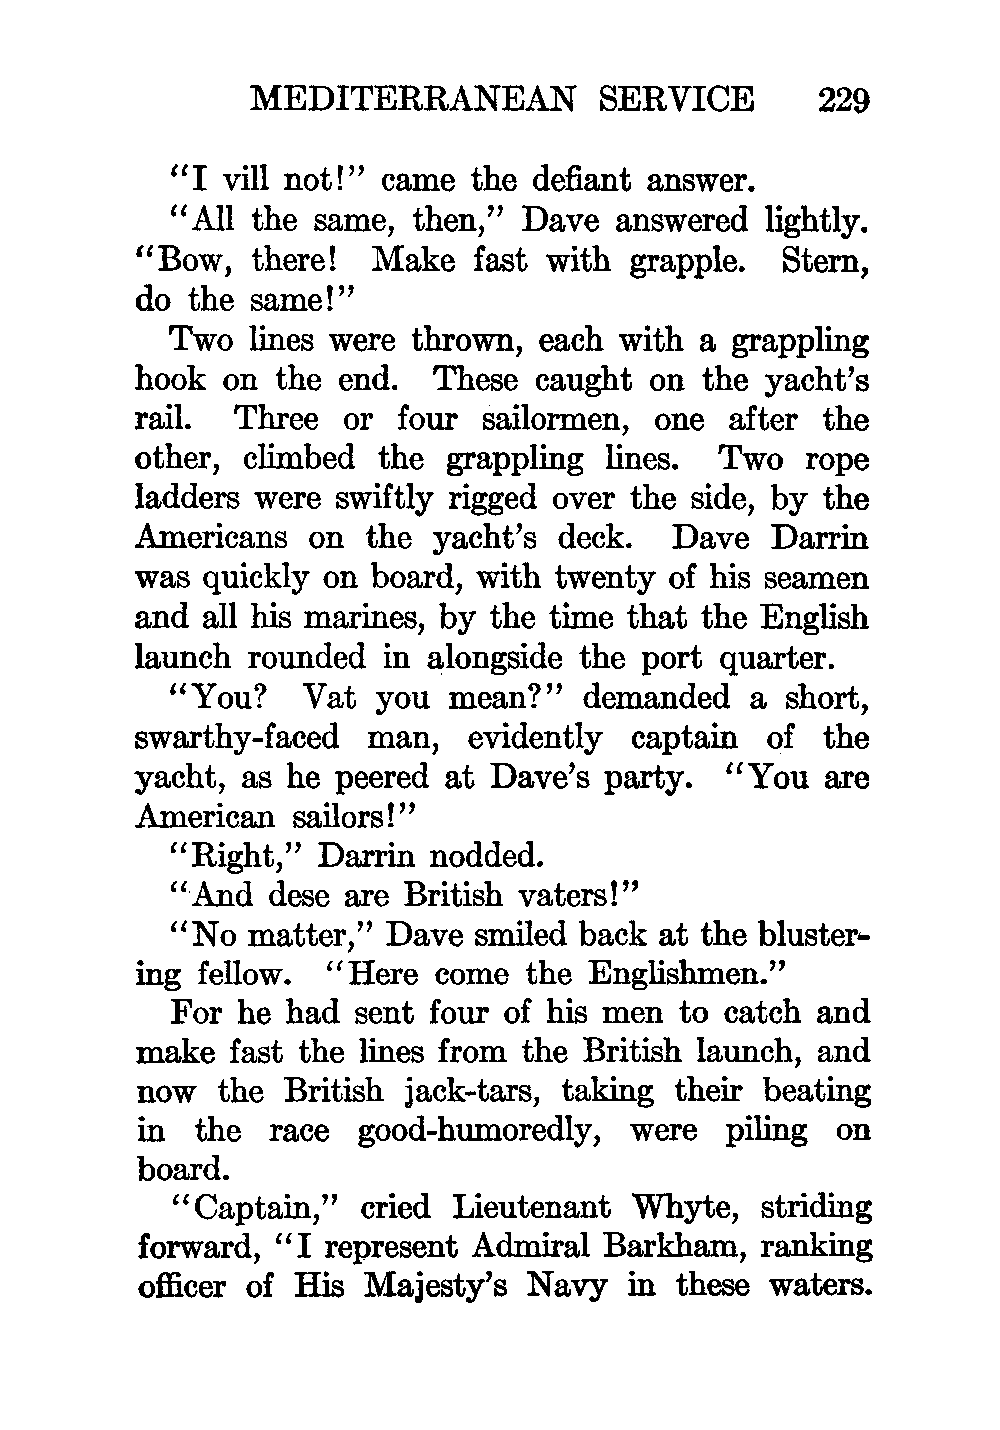 MEDITERRANEAN SERVICE 229
“I vill not!” came the defiant answer.
“All the same, then,” Dave answered lightly.
“Bow, there! Make fast with grapple. Stern,
do the same!”
Two lines were thrown, each with a grappling
hook on the end. These caught on the yacht’s
rail. Three or four sailormen, one after the
other, climbed the grappling lines. Two rope
ladders were swiftly rigged over the side, by the
Americans on the yacht’s deck. Dave Darrin
was quickly on board, with twenty of his seamen
and all his marines, by the time that the English
launch rounded in alongside the port quarter.
“You? Vat you mean?” demanded a short,
swarthy-faced man, evidently captain of the
yacht, as he peered at Dave’s party. “You are
American sailors!”
“Right,” Darrin nodded.
“And dese are British vaters!”
“No matter,” Dave smiled back at the bluster-
ing fellow. “Here come the Englishmen.”
For he had sent four of his men to catch and
make fast the lines from the British launch, and
now the British jack-tars, taking their beating
in the race good-humoredly, were piling on
board.
“Captain,” cried Lieutenant Whyte, striding
forward, “I represent Admiral Barkham, ranking
officer of His Majesty’s Navy in these waters.